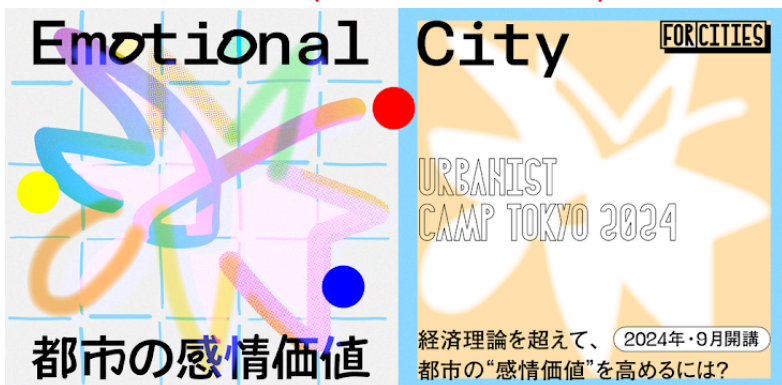 Emotional City
FORCITIES
URBANIST
CAMP TOKYO 2024
都市の感情価値
経済理論を超えて、
2024年・9月開講
都市の“感情価値”を高めるには?